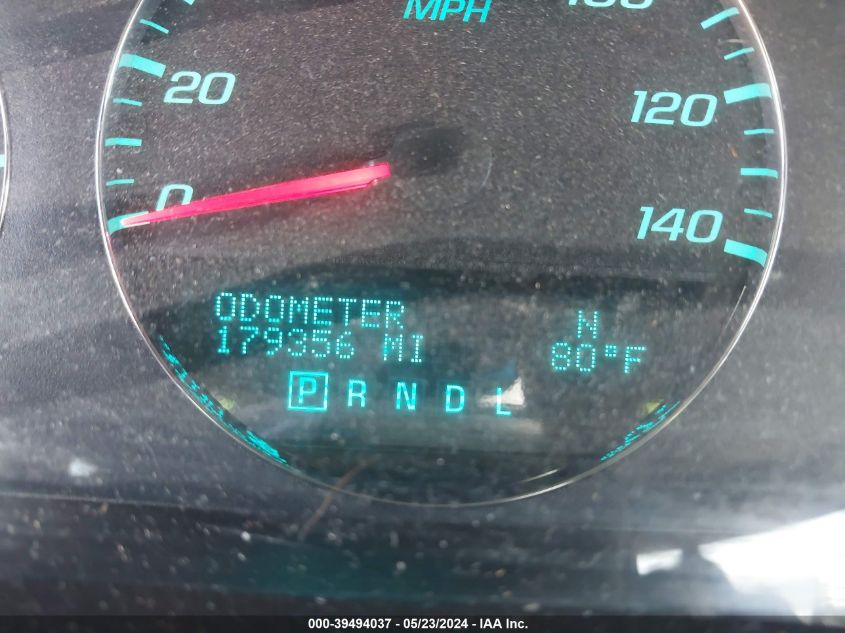 MPH
20
120
0
140
ODOMETER
179356 MI
N
80°F
P R N D L
000-39494037 - 05/23/2024 - IAA Inc.